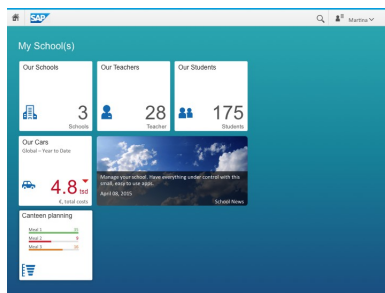 SAP
Martina
My School(s)
Our Schools
3
Schools
Our Teachers
28
Teacher
Our Students
175
Students
Our Cars
Global – Year to Date
4.8 tsd
€, total costs
Manage your school. Have everything under control with this
small, easy to use apps.
April 08, 2015
School News
Canteen planning
Meal 1
Meal 2
Meal 3